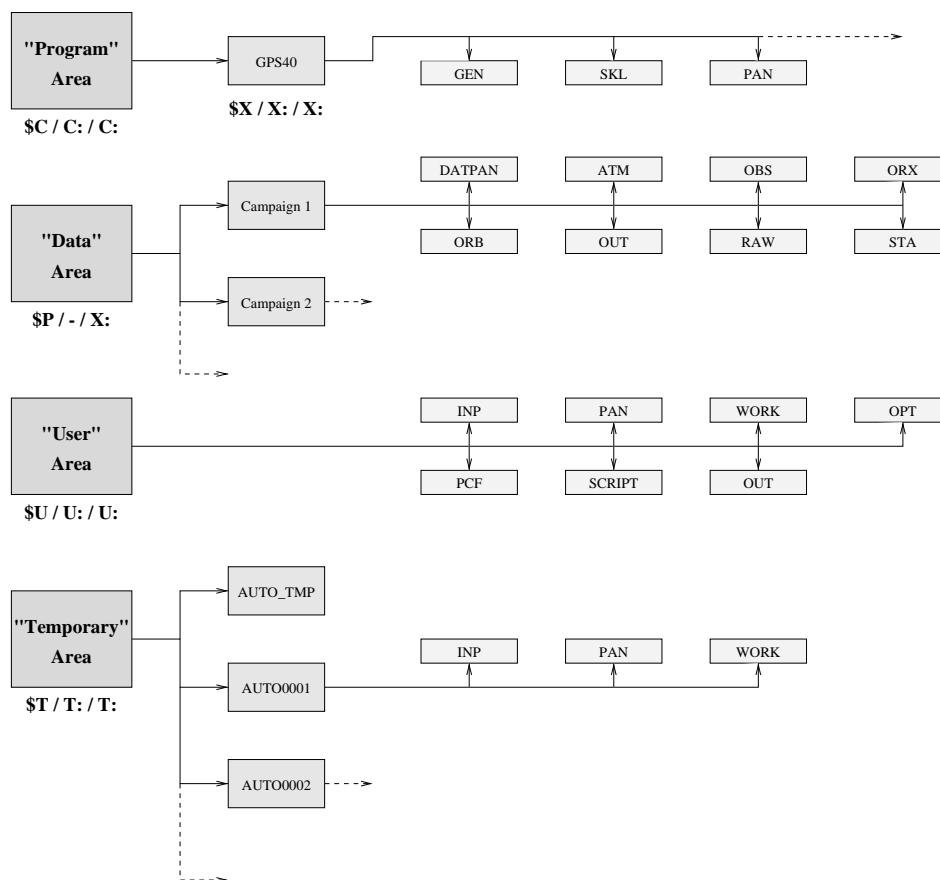 "Program"
Area
$C / C: / C:
GPS40
$X / X: / X:
GEN
SKL
PAN
"Data"
Area
$P / - / X:
Campaign 1
DATPAN
ATM
OBS
ORX
ORB
OUT
RAW
STA
Campaign 2
"User"
Area
$U / U: / U:
INP
PAN
WORK
OPT
PCF
SCRIPT
OUT
"Temporary"
Area
$T / T: / T:
AUTO_TMP
AUTO0001
INP
PAN
WORK
AUTO0002